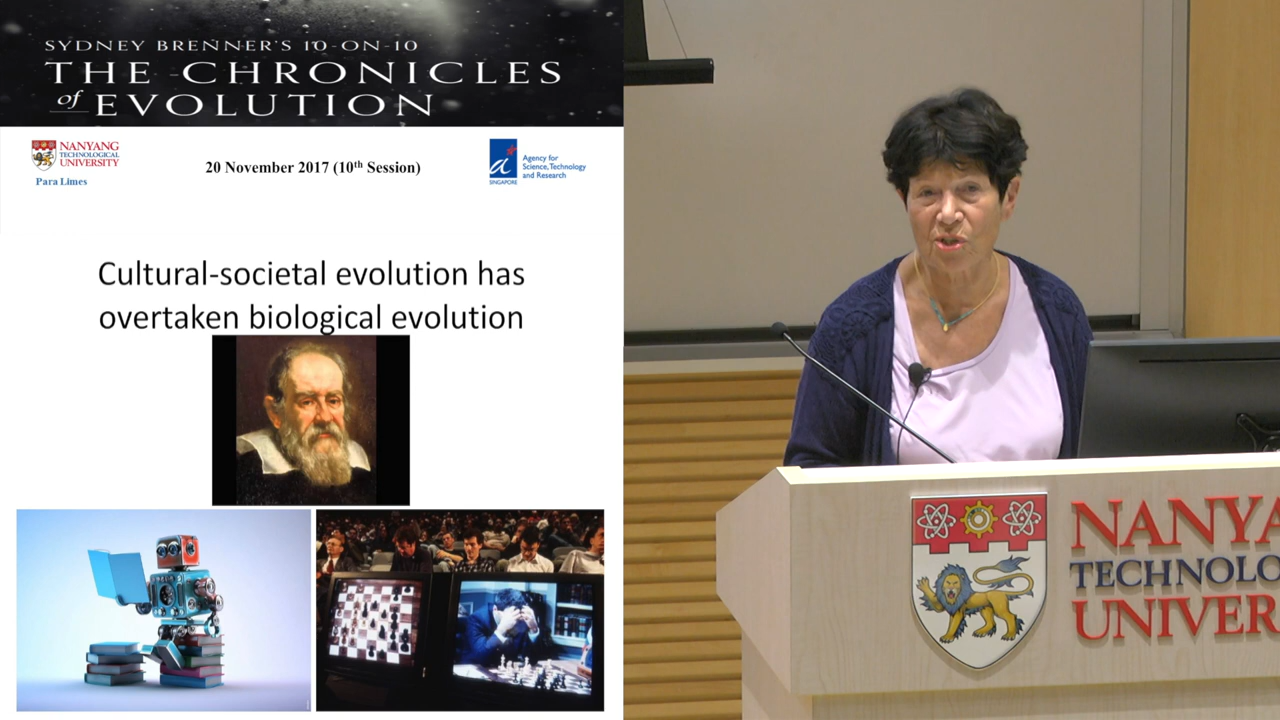 SYDNEY BRENNER'S 10-ON-10
THE CHRONICLES
of EVOLUTION
NANYANG
TECHNOLOGICAL
UNIVERSITY
Para Limes
20 November 2017 (10th Session)
Agency for
Science, Technology
and Research
SINGAPORE
Cultural-societal evolution has
overtaken biological evolution
NANYA
TECHNOLO
UNIVER